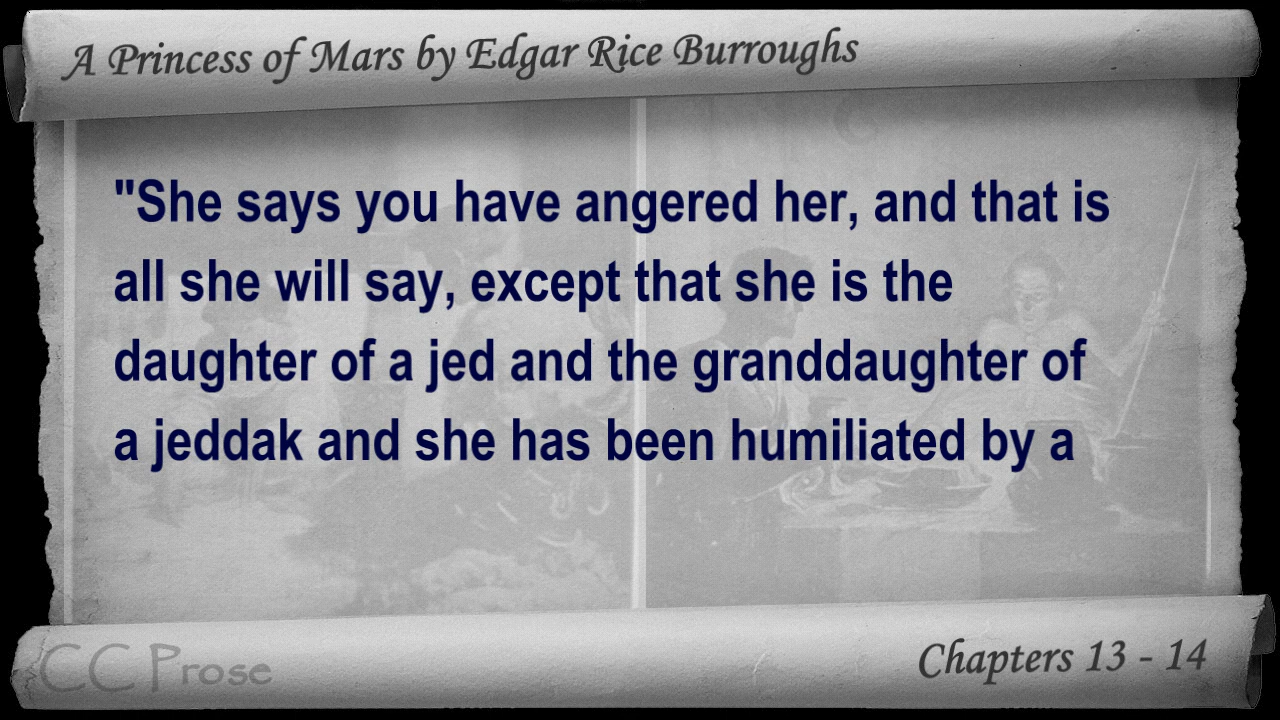 A Princess of Mars by Edgar Rice Burroughs
"She says you have angered her, and that is
all she will say, except that she is the
daughter of a jed and the granddaughter of
a jeddak and she has been humiliated by a
CC Prose
Chapters 13 - 14